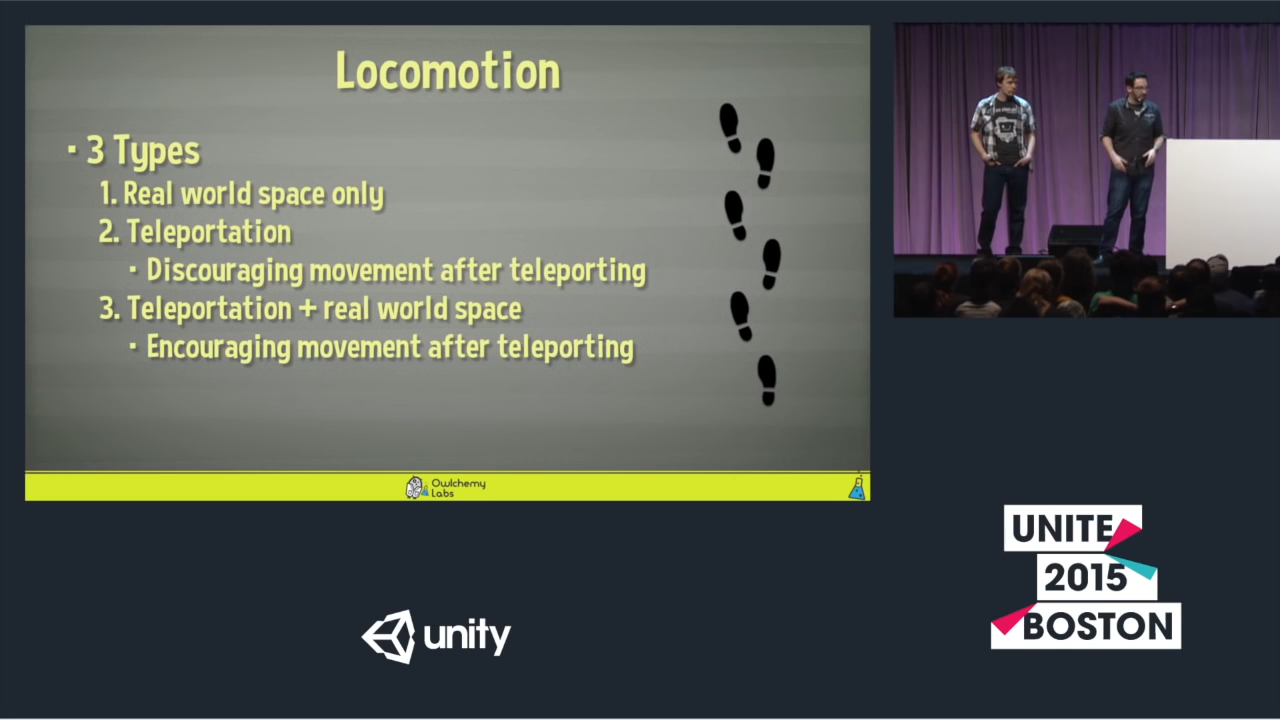 Locomotion
· 3 Types
1. Real world space only
2. Teleportation
· Discouraging movement after teleporting
3. Teleportation + real world space
· Encouraging movement after teleporting
Owlchemy
Labs
unity
UNITE
2015
BOSTON